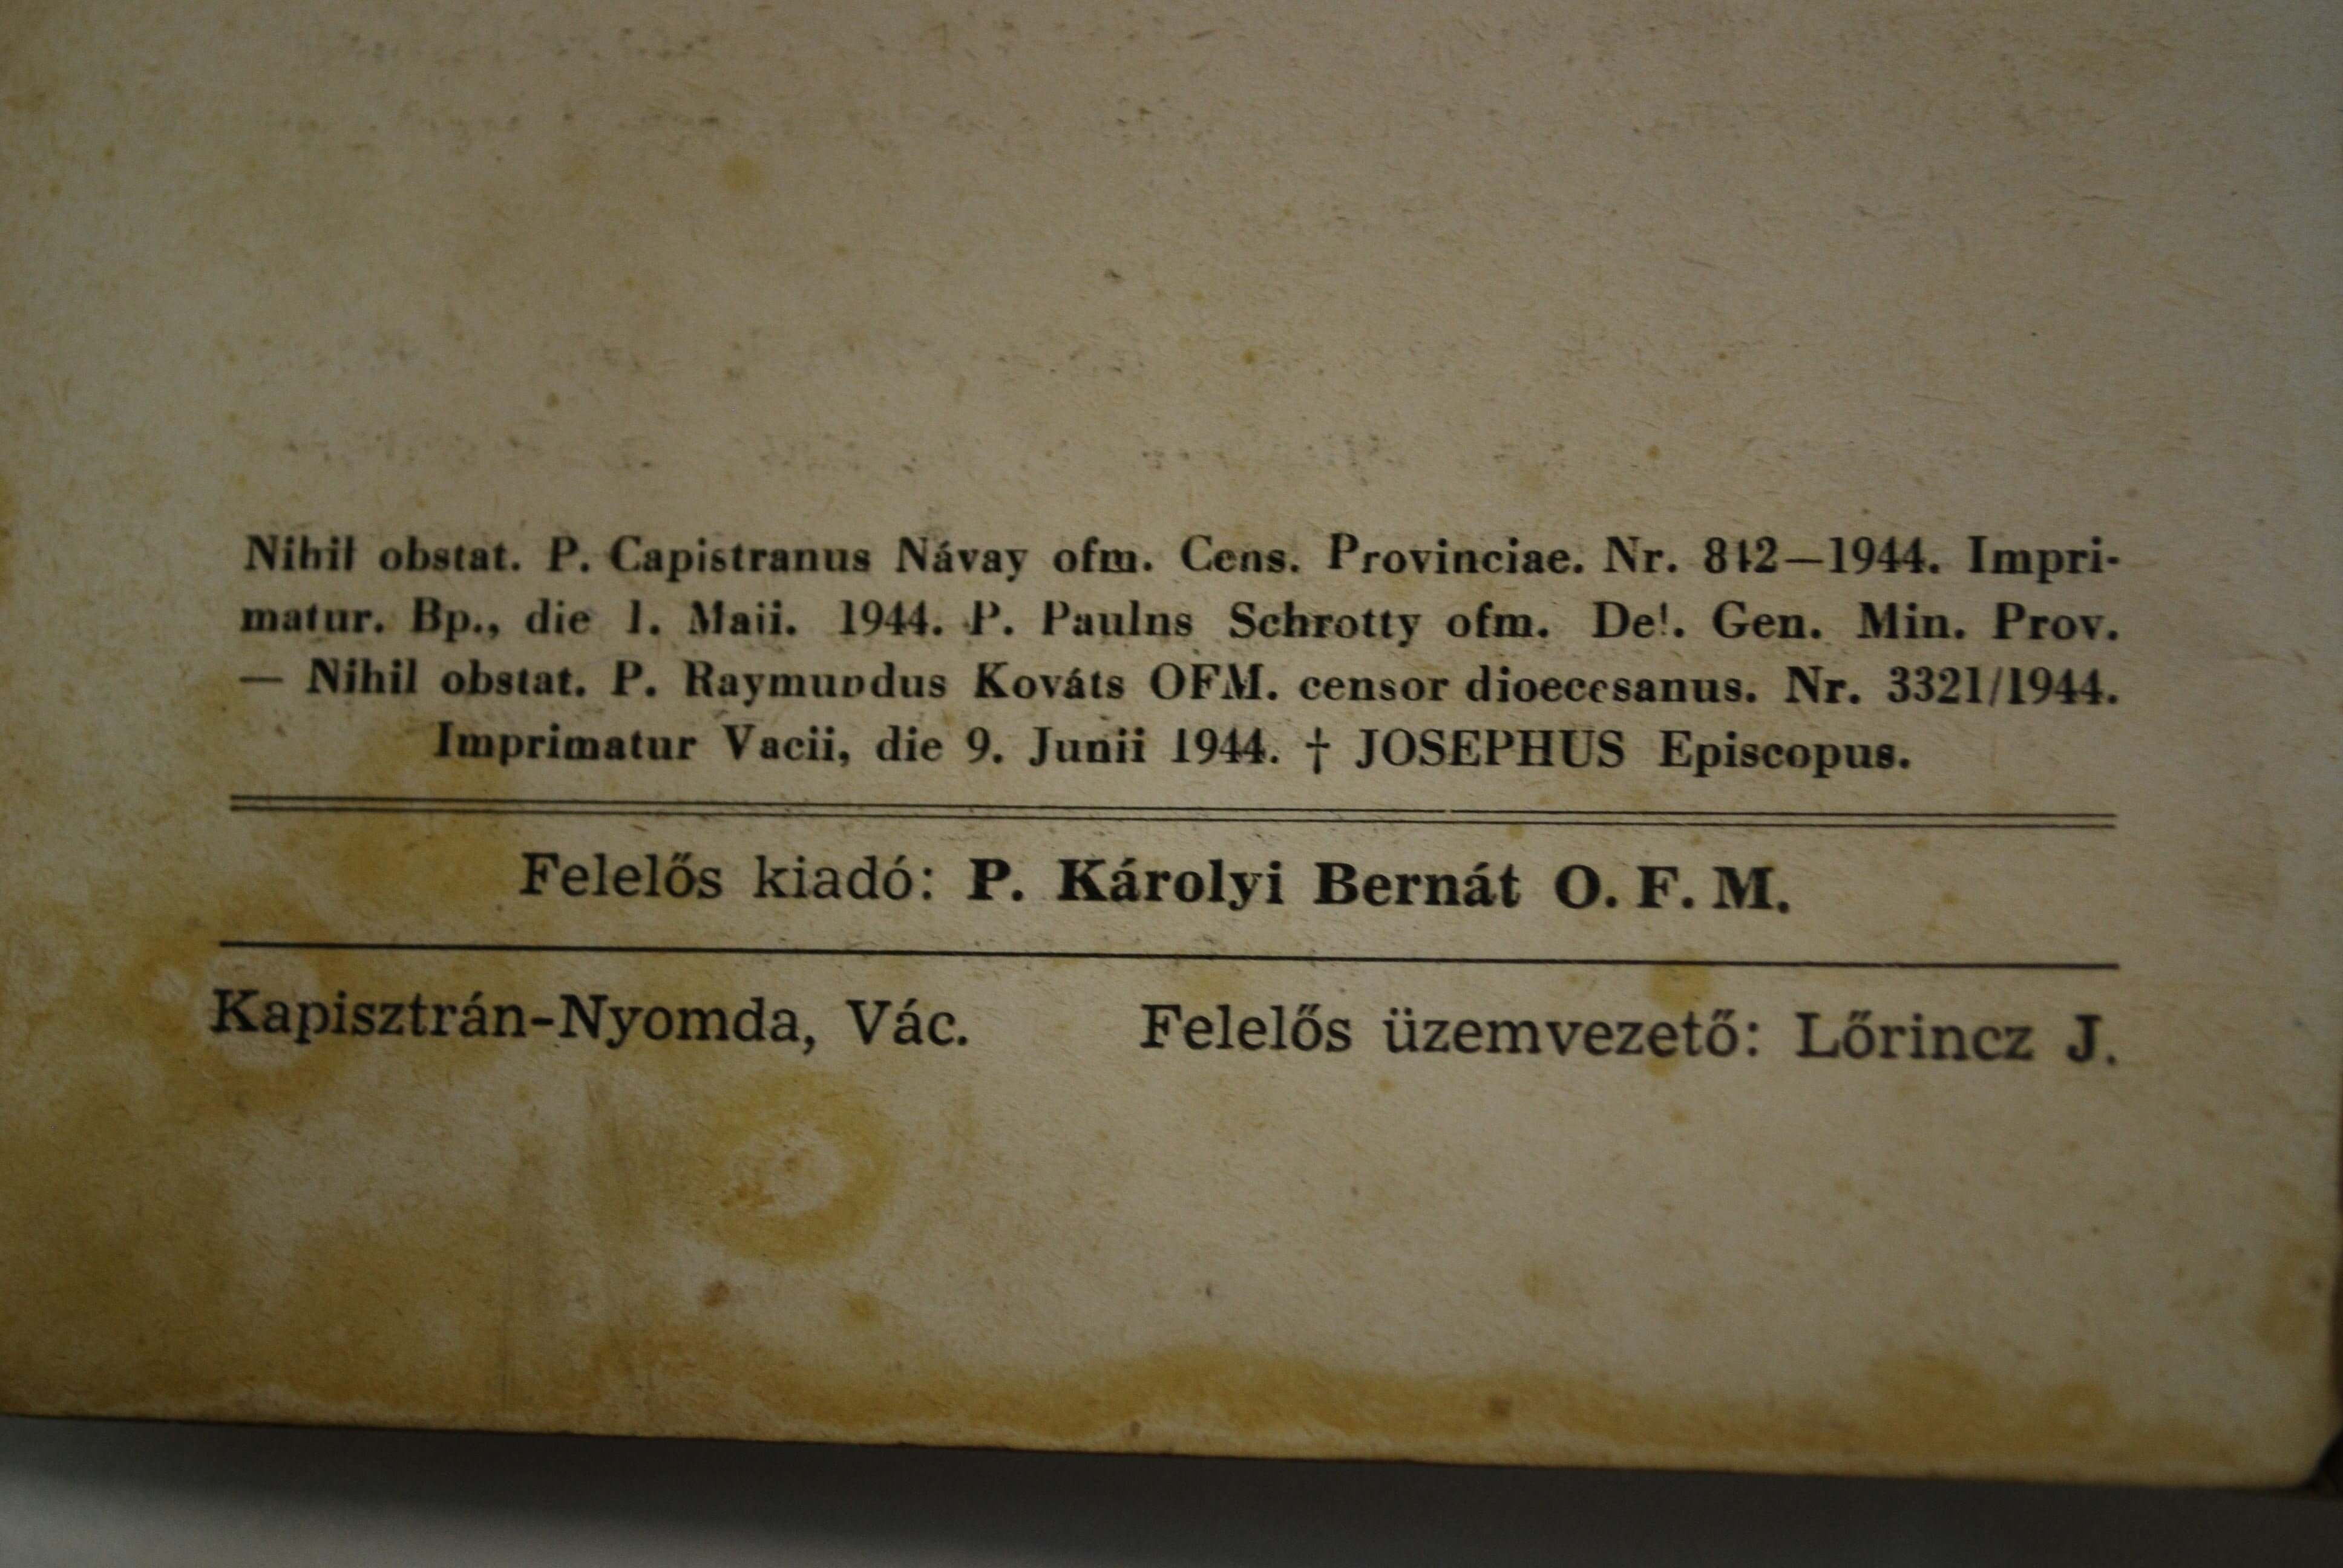 Nihil obstat. P. Capistranus Návay ofm. Cens. Provinciae. Nr. 812—1944. Impri-
matur. Bp., die 1. Maii. 1944. P. Paulns Schrotty ofm. Del. Gen. Min. Prov.
— Nihil obstat. P. Raymundus Kováts OFM. censor dioecesanus. Nr. 3321/1944.
Imprimatur Vacii, die 9. Junii 1944. † JOSEPHUS Episcopus.
Felelős kiadó: P. Károlyi Bernát O. F. M.
Kapisztrán-Nyomda, Vác. Felelős üzemvezető: Lőrincz J.